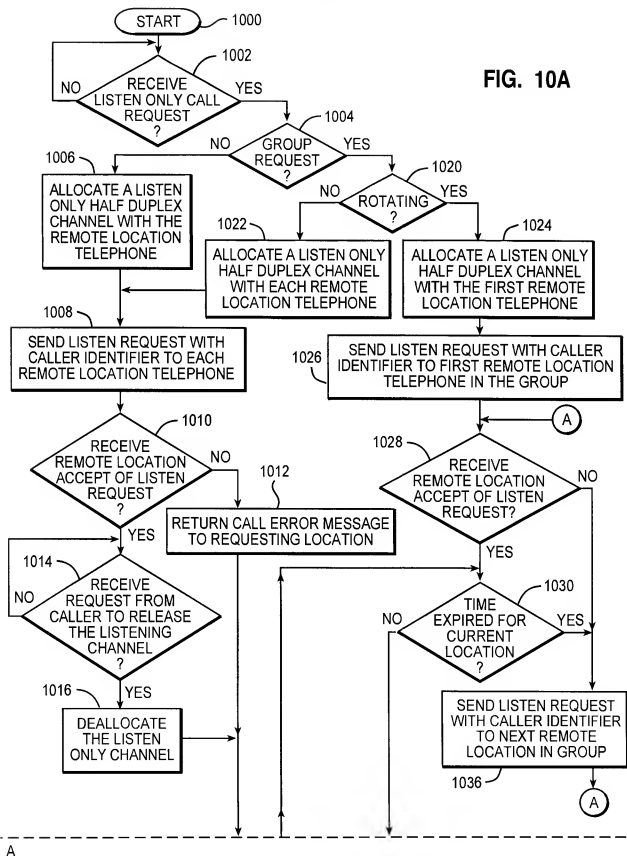 START
1000
FIG. 10A
1002
NO
RECEIVE
LISTEN ONLY CALL
REQUEST
?
YES
1004
NO
GROUP
REQUEST
?
YES
1006
ALLOCATE A LISTEN
ONLY HALF DUPLEX
CHANNEL WITH THE
REMOTE LOCATION
TELEPHONE
1020
NO
ROTATING
?
YES
1022
ALLOCATE A LISTEN ONLY
HALF DUPLEX CHANNEL
WITH EACH REMOTE
LOCATION TELEPHONE
1024
ALLOCATE A LISTEN ONLY
HALF DUPLEX CHANNEL
WITH THE FIRST REMOTE
LOCATION TELEPHONE
1008
SEND LISTEN REQUEST WITH
CALLER IDENTIFIER TO EACH
REMOTE LOCATION TELEPHONE
1026
SEND LISTEN REQUEST WITH CALLER
IDENTIFIER TO FIRST REMOTE LOCATION
TELEPHONE IN THE GROUP
A
1010
RECEIVE
REMOTE LOCATION
ACCEPT OF LISTEN
REQUEST
?
NO
YES
1012
RETURN CALL ERROR MESSAGE
TO REQUESTING LOCATION
1028
RECEIVE
REMOTE LOCATION
ACCEPT OF LISTEN
REQUEST?
NO
YES
1014
RECEIVE
REQUEST FROM
CALLER TO RELEASE
THE LISTENING
CHANNEL
?
NO
YES
1030
NO
TIME
EXPIRED FOR
CURRENT
LOCATION
?
YES
1016
DEALLOCATE
THE LISTEN
ONLY CHANNEL
SEND LISTEN REQUEST
WITH CALLER IDENTIFIER
TO NEXT REMOTE
LOCATION IN GROUP
1036
A
A